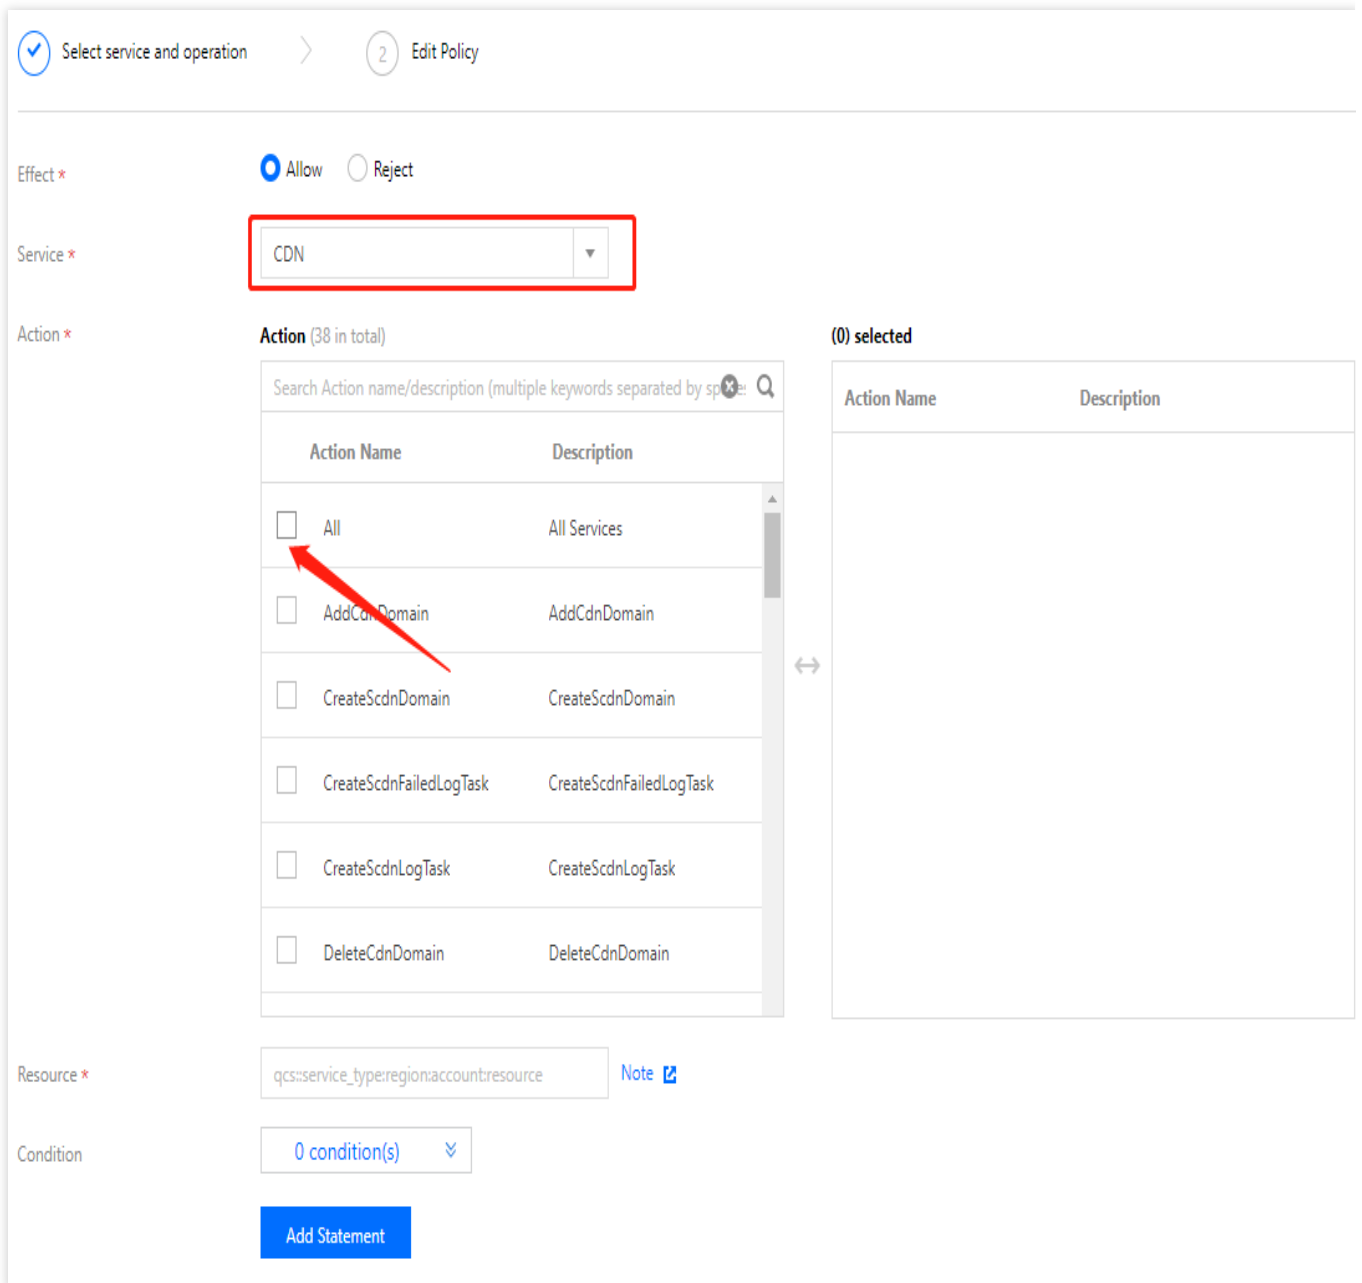 Select service and operation
2 Edit Policy
Effect *
Allow Reject
Service *
CDN
Action *
Action (38 in total)
(0) selected
Search Action name/description (multiple keywords separated by
Action Name Description
Action Name Description
All All Services
AddCdnDomain AddCdnDomain
CreateScdnDomain CreateScdnDomain
CreateScdnFailedLogTask CreateScdnFailedLogTask
CreateScdnLogTask CreateScdnLogTask
DeleteCdnDomain DeleteCdnDomain
Resource *
qcs::service_type:region:account:resource
Note
Condition
0 condition(s)
Add Statement